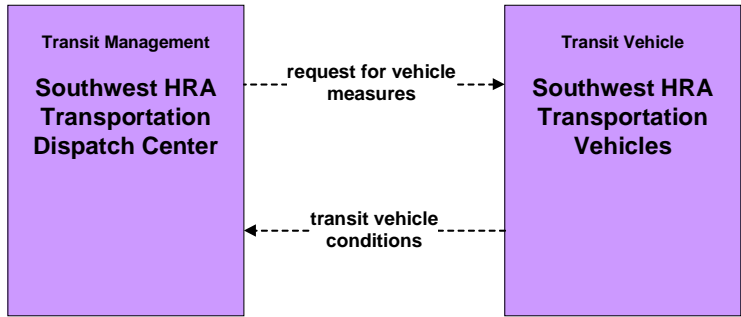 Transit Management
Southwest HRA
Transportation
Dispatch Center
request for vehicle
measures
transit vehicle
conditions
Transit Vehicle
Southwest HRA
Transportation
Vehicles